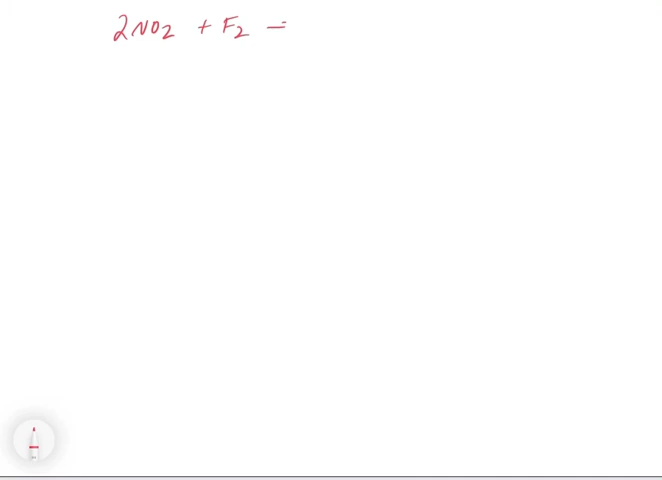 2NO₂ + F₂ =